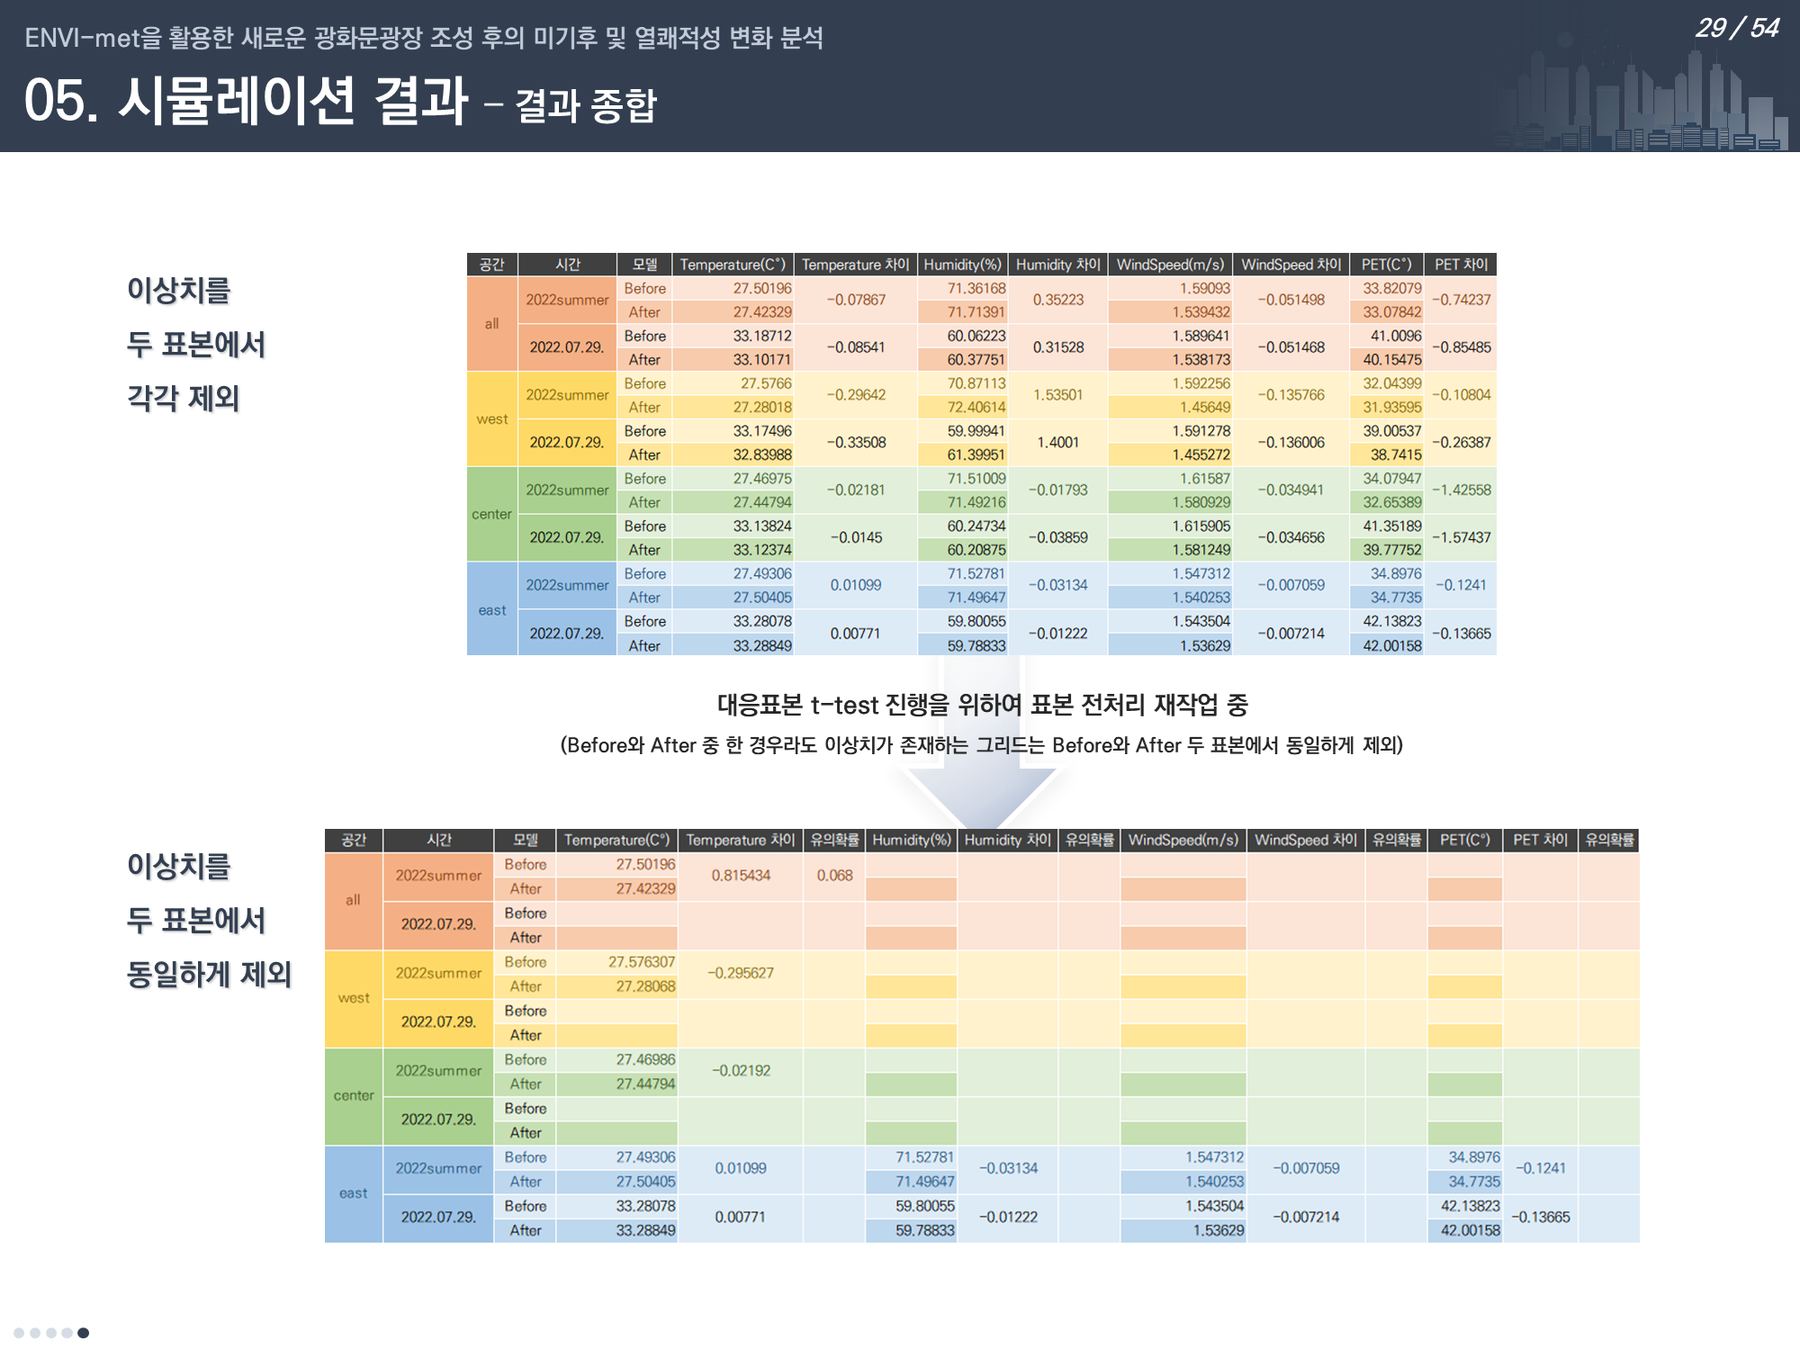 ENVI-met을 활용한 새로운 광화문광장 조성 후의 미기후 및 열쾌적성 변화 분석
29 / 54
05. 시뮬레이션 결과 - 결과 종합
이상치를
두 표본에서
각각 제외
공간 시간 모델 Temperature(C°) Temperature 차이 Humidity(%) Humidity 차이 WindSpeed(m/s) WindSpeed 차이 PET(C°) PET 차이
all 2022summer Before 27.50196 -0.07867 71.36168 0.35223 1.59093 -0.051498 33.82079 -0.74237
After 27.42329 71.71391 1.539432 33.07842
2022.07.29. Before 33.18712 -0.08541 60.06223 0.31528 1.589641 -0.051468 41.0096 -0.85485
After 33.10171 60.37751 1.538173 40.15475
west 2022summer Before 27.5766 -0.29642 70.87113 1.53501 1.592256 -0.135766 32.04399 -0.10804
After 27.28018 72.40614 1.45649 31.93595
2022.07.29. Before 33.17496 -0.33508 59.99941 1.4001 1.591278 -0.136006 39.00537 -0.26387
After 32.83988 61.39951 1.455272 38.7415
center 2022summer Before 27.46975 -0.02181 71.51009 -0.01793 1.61587 -0.034941 34.07947 -1.42558
After 27.44794 71.49216 1.580929 32.65389
2022.07.29. Before 33.13824 -0.0145 60.24734 -0.03859 1.615905 -0.034656 41.35189 -1.57437
After 33.12374 60.20875 1.581249 39.77752
east 2022summer Before 27.49306 0.01099 71.52781 -0.03134 1.547312 -0.007059 34.8976 -0.1241
After 27.50405 71.49647 1.540253 34.7735
2022.07.29. Before 33.28078 0.00771 59.80055 -0.01222 1.543504 -0.007214 42.13823 -0.13665
After 33.28849 59.78833 1.53629 42.00158
대응표본 t-test 진행을 위하여 표본 전처리 재작업 중
(Before와 After 중 한 경우라도 이상치가 존재하는 그리드는 Before와 After 두 표본에서 동일하게 제외)
이상치를
두 표본에서
동일하게 제외
공간 시간 모델 Temperature(C°) Temperature 차이 유의확률 Humidity(%) Humidity 차이 유의확률 WindSpeed(m/s) WindSpeed 차이 유의확률 PET(C°) PET 차이 유의확률
all 2022summer Before 27.50196 0.815434 0.068
After 27.42329
2022.07.29. Before
After
west 2022summer Before 27.576307 -0.295627
After 27.28068
2022.07.29. Before
After
center 2022summer Before 27.46986 -0.02192
After 27.44794
2022.07.29. Before
After
east 2022summer Before 27.49306 0.01099 71.52781 -0.03134 1.547312 -0.007059 34.8976 -0.1241
After 27.50405 71.49647 1.540253 34.7735
2022.07.29. Before 33.28078 0.00771 59.80055 -0.01222 1.543504 -0.007214 42.13823 -0.13665
After 33.28849 59.78833 1.53629 42.00158